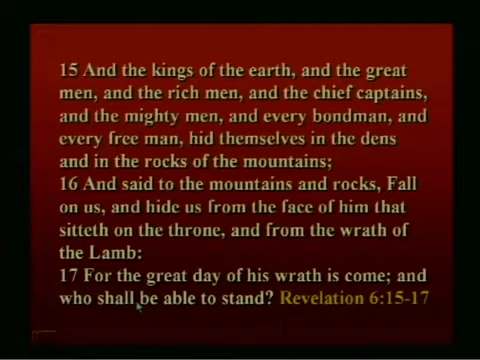 15 And the kings of the earth, and the great
men, and the rich men, and the chief captains,
and the mighty men, and every bondman, and
every free man, hid themselves in the dens
and in the rocks of the mountains;
16 And said to the mountains and rocks, Fall
on us, and hide us from the face of him that
sitteth on the throne, and from the wrath of
the Lamb:
17 For the great day of his wrath is come; and
who shall be able to stand? Revelation 6:15-17